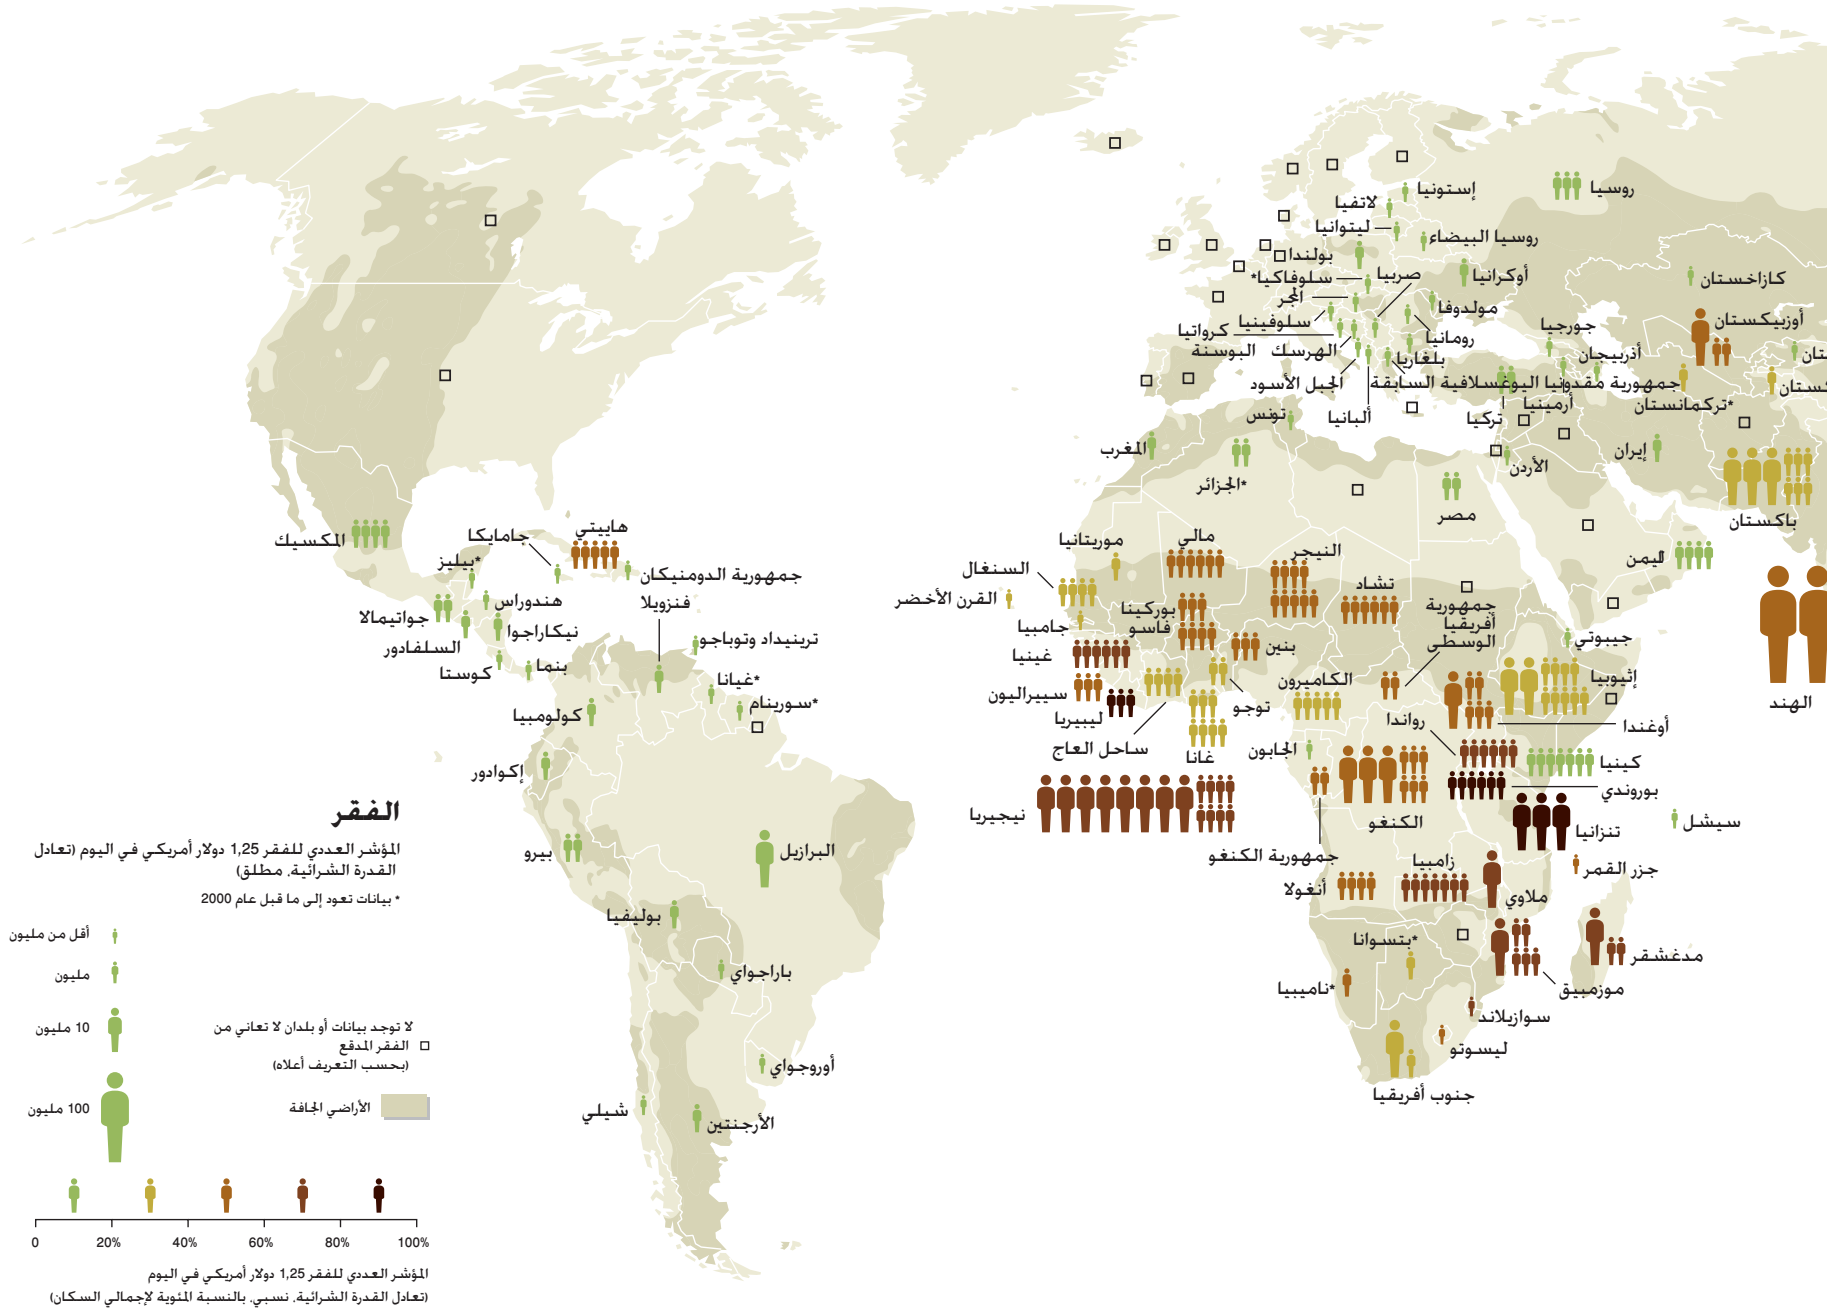 روسيا
إستونيا
لاتفيا
ليتوانيا
روسيا البيضاء
بولندا
سلوفاكيا*
صربيا
أوكرانيا
كازاخستان
المجر
مولدوفا
سلوفينيا
كرواتيا
رومانيا
جورجيا
أوزبيكستان
البوسنة
الهرسك
بلغاريا
أذربيجان
الجبل الأسود
جمهورية مقدونيا اليوغسلافية السابقة
أرمينيا
تركمانستان*
تونس
ألبانيا
تركيا
المغرب
الأردن
إيران
الجزائر*
مصر
باكستان
المكسيك
جامايكا
هاييتي
موريتانيا
مالي
النيجر
اليمن
بيليز*
جمهورية الدومنيكان
السنغال
تشاد
هندوراس
فنزويلا
القرن الأخضر
بوركينا
فاسو
جمهورية
أفريقيا
الوسطى
جواتيمالا
نيكاراجوا
ترينيداد وتوباجو
جامبيا
جيبوتي
السلفادور
غينيا
بنين
كوستا
بنما
غيانا*
الكاميرون
إثيوبيا
سورينام*
سييراليون
الهند
كولومبيا
ليبيريا
توجو
رواندا
أوغندا
ساحل العاج
غانا
الجابون
كينيا
إكوادور
بوروندي
نيجيريا
الكنغو
تنزانيا
سيشل
بيرو
البرازيل
جمهورية الكنغو
زامبيا
جزر القمر
أنغولا
ملاوي
بوليفيا
بتسوانا*
مدغشقر
باراجواي
ناميبيا*
موزمبيق
سوازيلاند
ليسوتو
أوروجواي
جنوب أفريقيا
شيلي
الأرجنتين
الفقر
المؤشر العددي للفقر 1,25 دولار أمريكي في اليوم (تعادل
القدرة الشرائية، مطلق)
* بيانات تعود إلى ما قبل عام 2000
أقل من مليون
مليون
10 مليون
100 مليون
لا توجد بيانات أو بلدان لا تعاني من
الفقر المدقع
(بحسب التعريف أعلاه)
الأراضي الجافة
0 20% 40% 60% 80% 100%
المؤشر العددي للفقر 1,25 دولار أمريكي في اليوم
(تعادل القدرة الشرائية، نسبي، بالنسبة المئوية لإجمالي السكان)